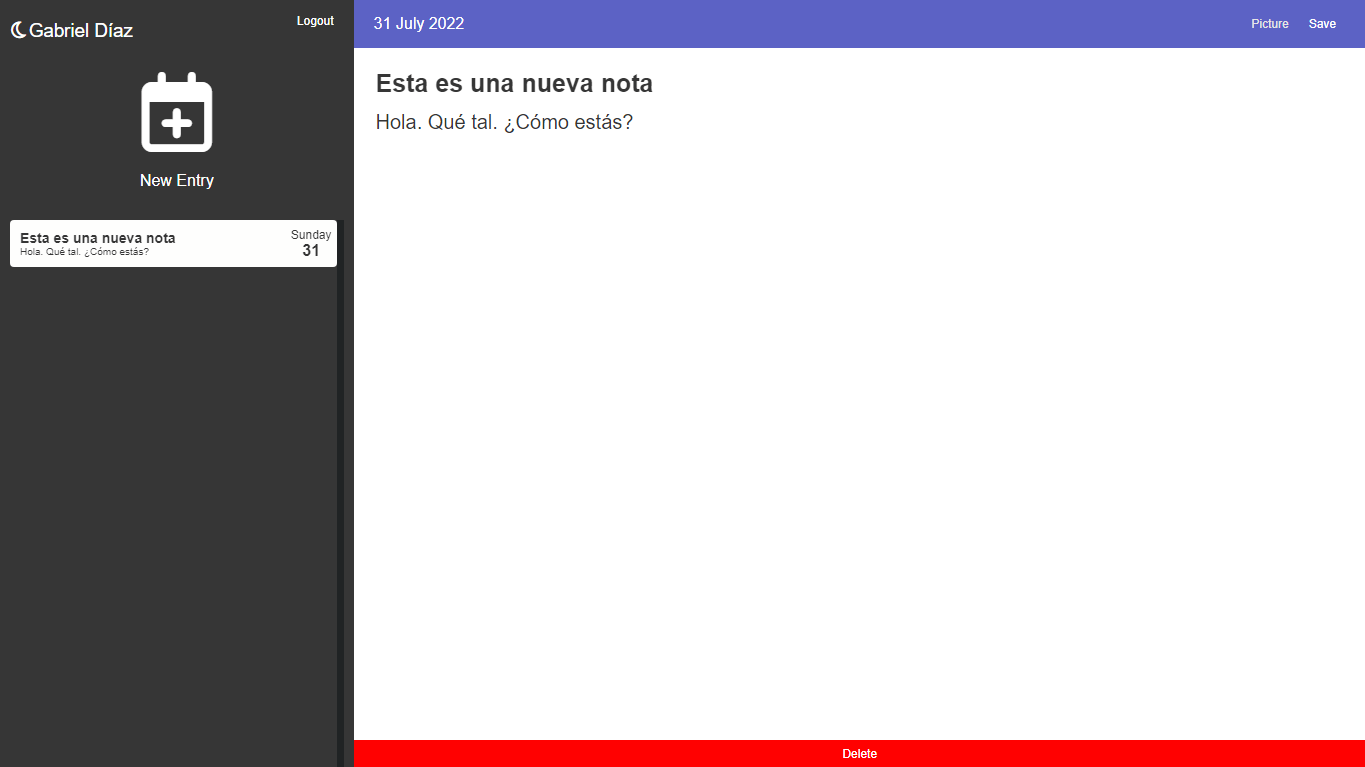 Gabriel Díaz
Logout
New Entry
Esta es una nueva nota
Hola. Qué tal. ¿Cómo estás?
Sunday
31
31 July 2022
Picture
Save
Esta es una nueva nota
Hola. Qué tal. ¿Cómo estás?
Delete